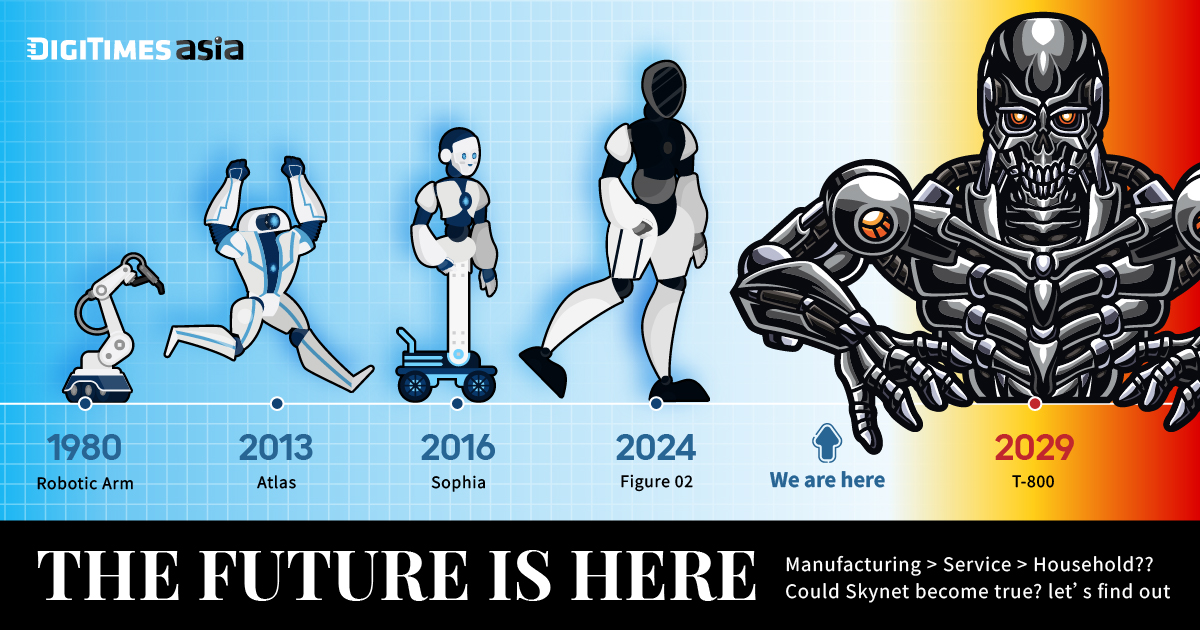 DIGITIMES asia
1980
Robotic Arm
2013
Atlas
2016
Sophia
2024
Figure 02
We are here
2029
T-800
THE FUTURE IS HERE
Manufacturing > Service > Household??
Could Skynet become true? let’ s find out